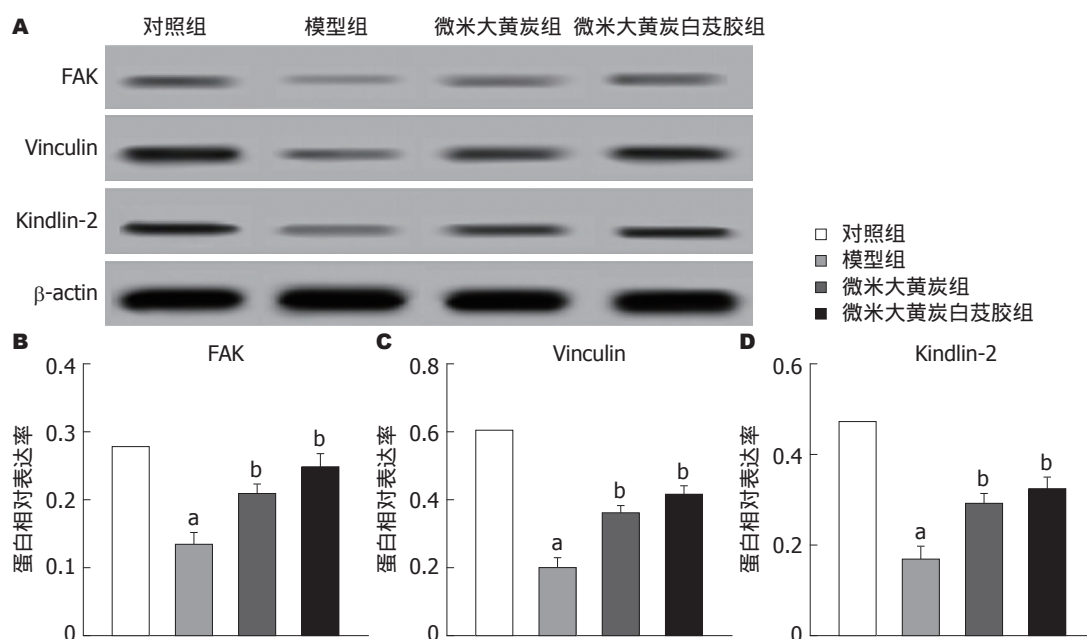 A
对照组 模型组 微米大黄炭组 微米大黄炭白芨胶组
FAK
Vinculin
Kindlin-2
β-actin
对照组
模型组
微米大黄炭组
微米大黄炭白芨胶组
B
FAK
蛋白相对表达率
0.4
0.3
0.2
0.1
0
a
b
b
C
Vinculin
蛋白相对表达率
0.8
0.6
0.4
0.2
0
a
b
b
D
Kindlin-2
蛋白相对表达率
0.6
0.4
0.2
0
a
b
b